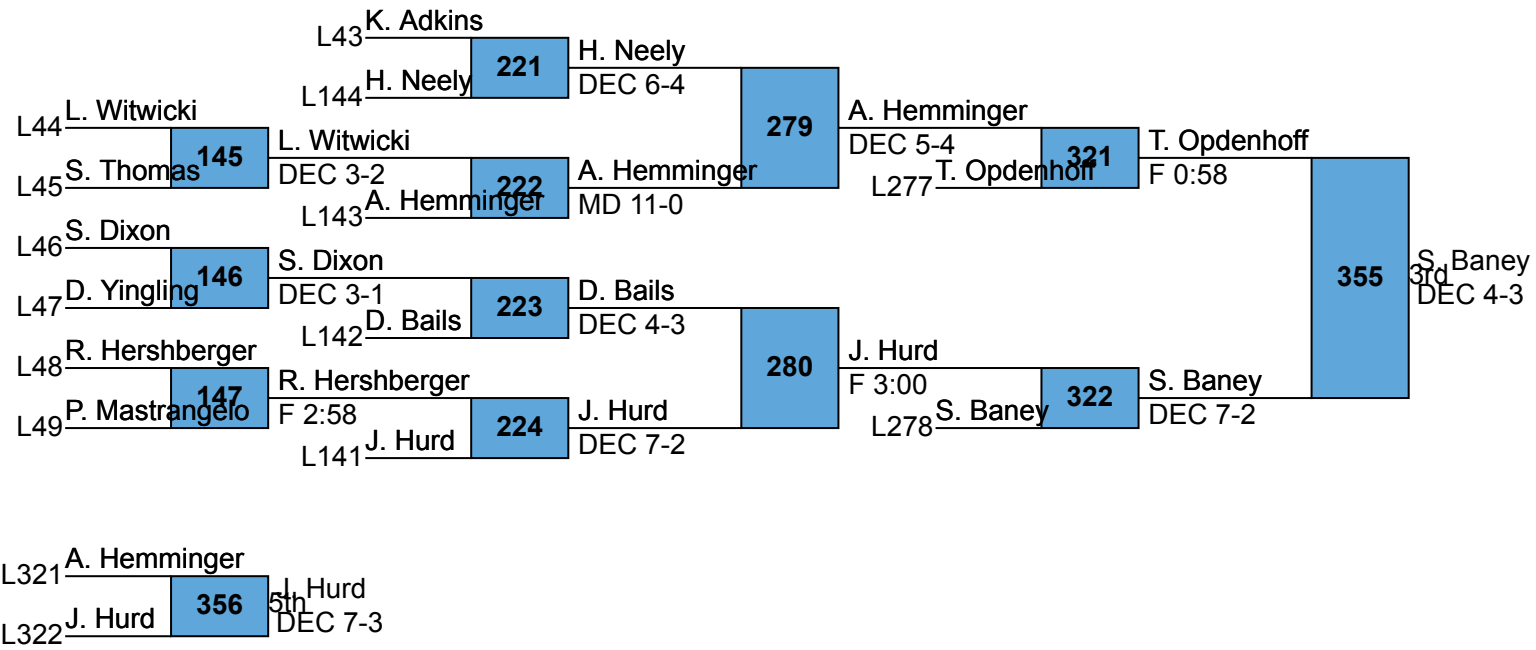 K. Adkins
L43
221
H. Neely
DEC 6-4
H. Neely
L144
L. Witwicki
L44
145
L. Witwicki
DEC 3-2
S. Thomas
L45
222
A. Hemminger
MD 11-0
A. Hemminger
L143
279
A. Hemminger
DEC 5-4
T. Opdenhoff
L277
321
T. Opdenhoff
F 0:58
S. Dixon
L46
146
S. Dixon
DEC 3-1
D. Yingling
L47
223
D. Bails
DEC 4-3
D. Bails
L142
R. Hershberger
L48
147
R. Hershberger
F 2:58
P. Mastrangelo
L49
224
J. Hurd
DEC 7-2
J. Hurd
L141
280
J. Hurd
F 3:00
S. Baney
L278
322
S. Baney
DEC 7-2
355
S. Baney
3rd
DEC 4-3
A. Hemminger
L321
356
J. Hurd
5th
DEC 7-3
J. Hurd
L322